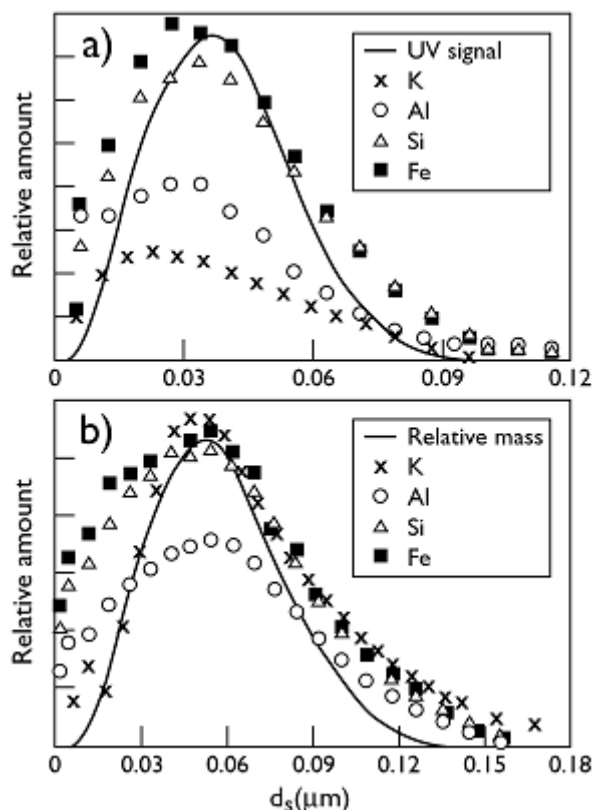 a)
UV signal
K
Al
Si
Fe
Relative amount
0 0.03 0.06 0.09 0.12
b)
Relative mass
K
Al
Si
Fe
Relative amount
0 0.03 0.06 0.09 0.12 0.15 0.18
ds(μm)